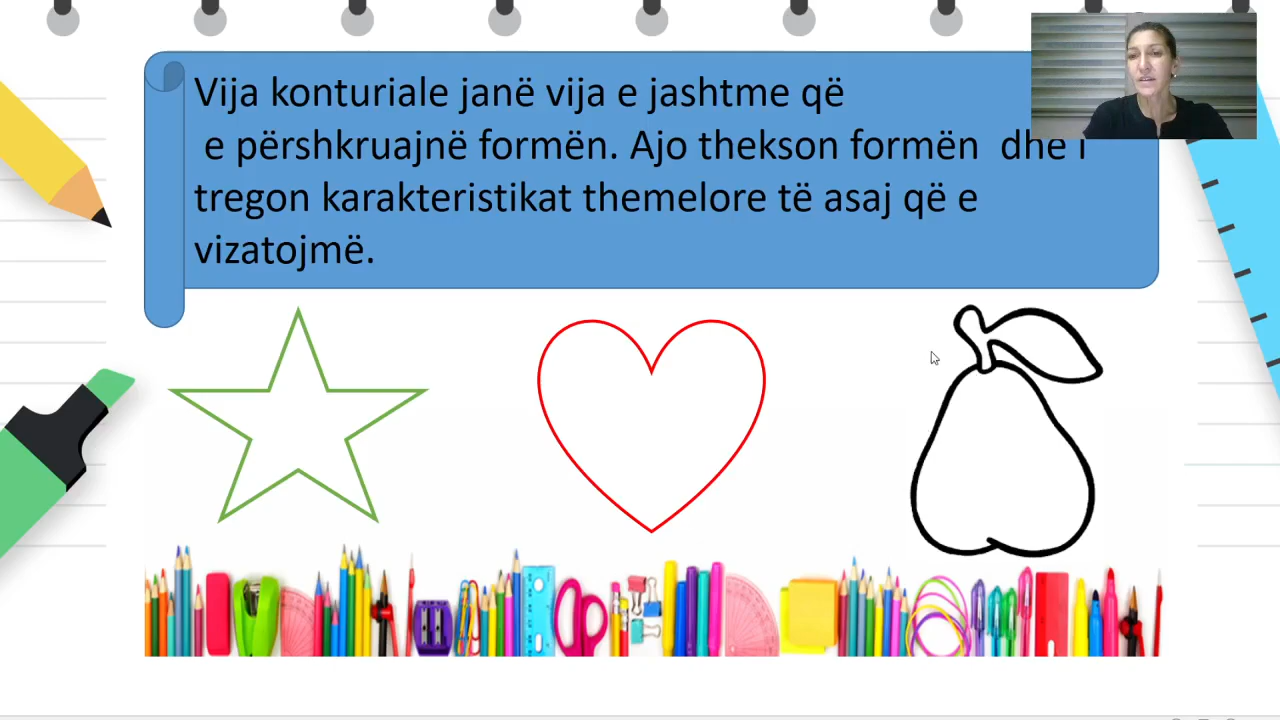 Vija konturiale janë vija e jashtme që
e përshkruajnë formën. Ajo thekson formën dhe i
tregon karakteristikat themelore të asaj që e
vizatojmë.